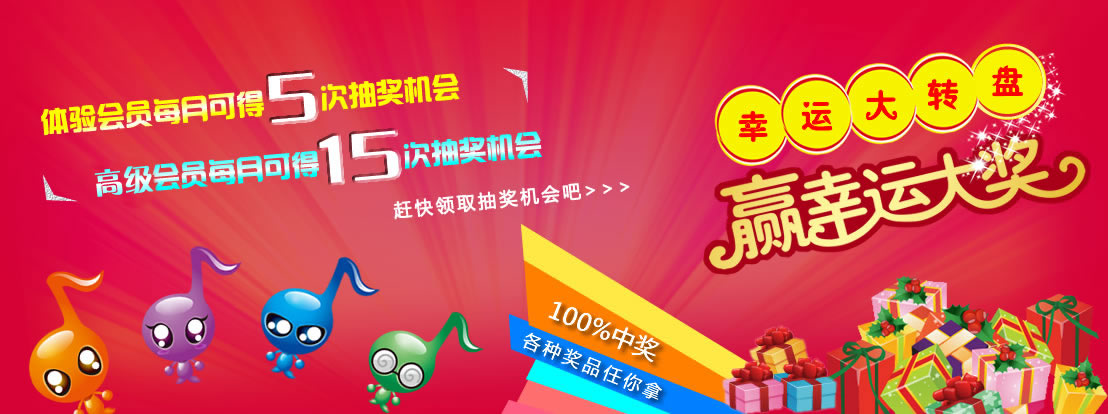 体验会员每月可得5次抽奖机会
高级会员每月可得15次抽奖机会
赶快领取抽奖机会吧>>>
幸运大转盘
赢幸运大奖
100%中奖
各种奖品任你拿